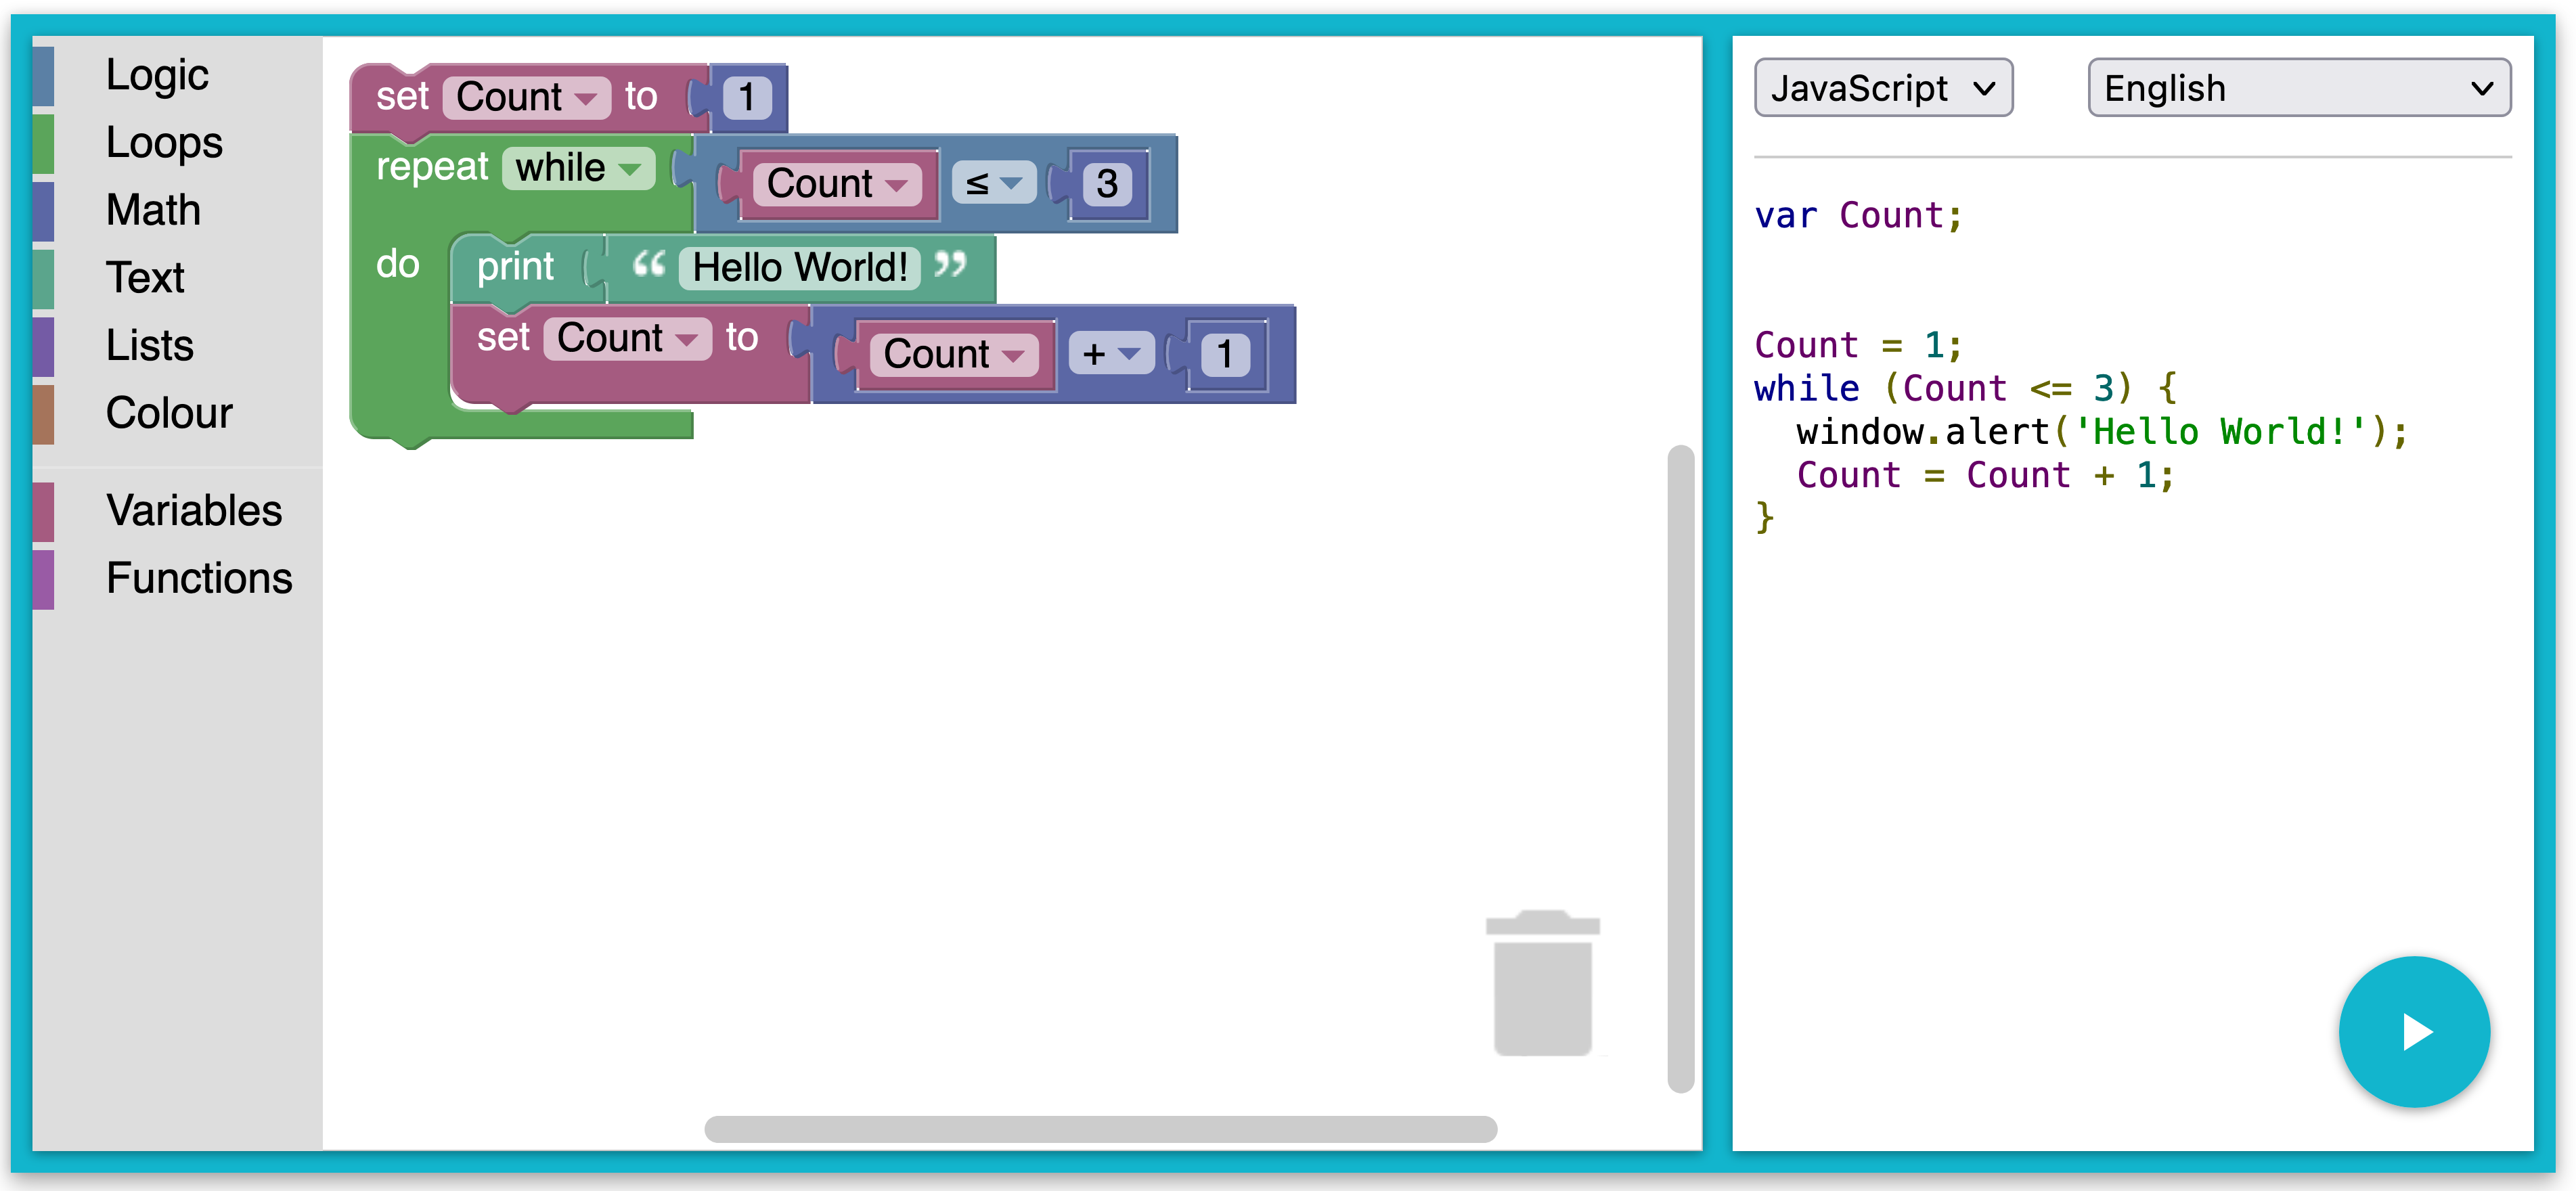 Logic
Loops
Math
Text
Lists
Colour
Variables
Functions
set Count to 1
repeat while Count ≤ 3
do print “ Hello World! ”
set Count to Count + 1
JavaScript English
var Count;
Count = 1;
while (Count <= 3) {
  window.alert('Hello World!');
  Count = Count + 1;
}